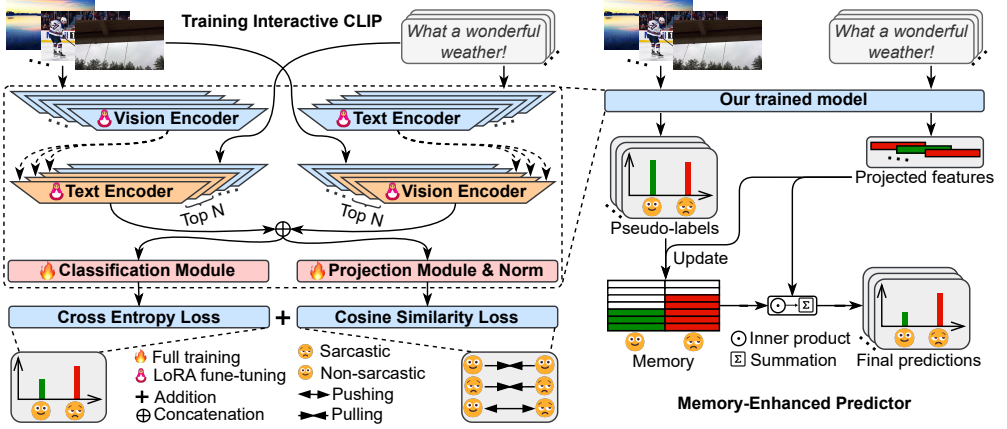 Training Interactive CLIP
What a wonderful
weather!
What a wonderful
weather!
Vision Encoder
Text Encoder
Our trained model
Text Encoder
Vision Encoder
Top N
Top N
Projected features
Pseudo-labels
Update
Classification Module
Projection Module & Norm
Cross Entropy Loss
Cosine Similarity Loss
Σ
Memory
Inner product
Σ Summation
Final predictions
Full training
LoRA fune-tuning
Addition
Concatenation
Sarcastic
Non-sarcastic
Pushing
Pulling
Memory-Enhanced Predictor